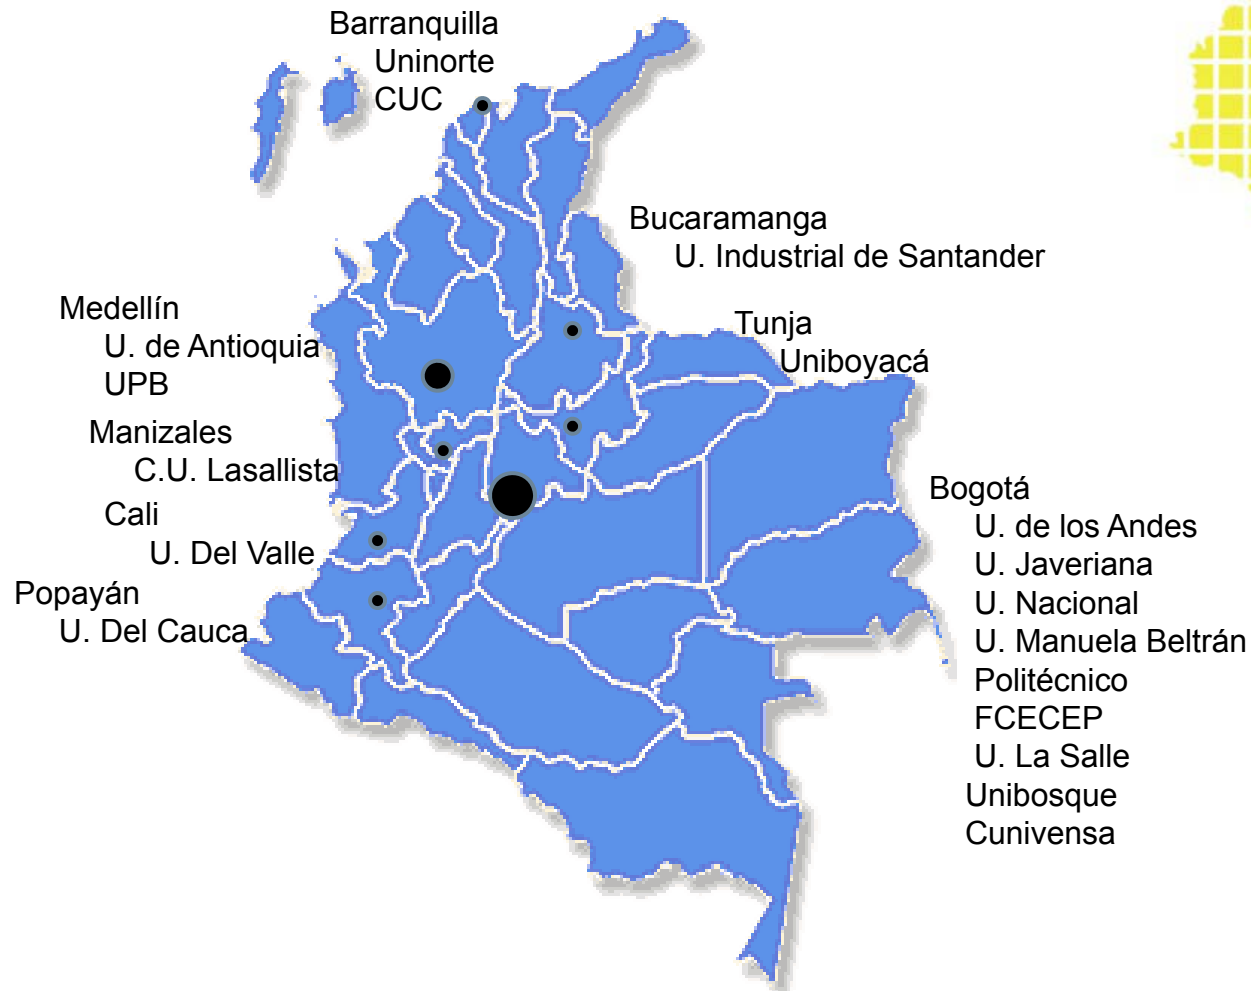 Barranquilla
Uninorte
CUC
Bucaramanga
U. Industrial de Santander
Medellín
U. de Antioquia
UPB
Tunja
Uniboyacá
Manizales
C.U. Lasallista
Cali
U. Del Valle
Popayán
U. Del Cauca
Bogotá
U. de los Andes
U. Javeriana
U. Nacional
U. Manuela Beltrán
Politécnico
FCECEP
U. La Salle
Unibosque
Cunivensa